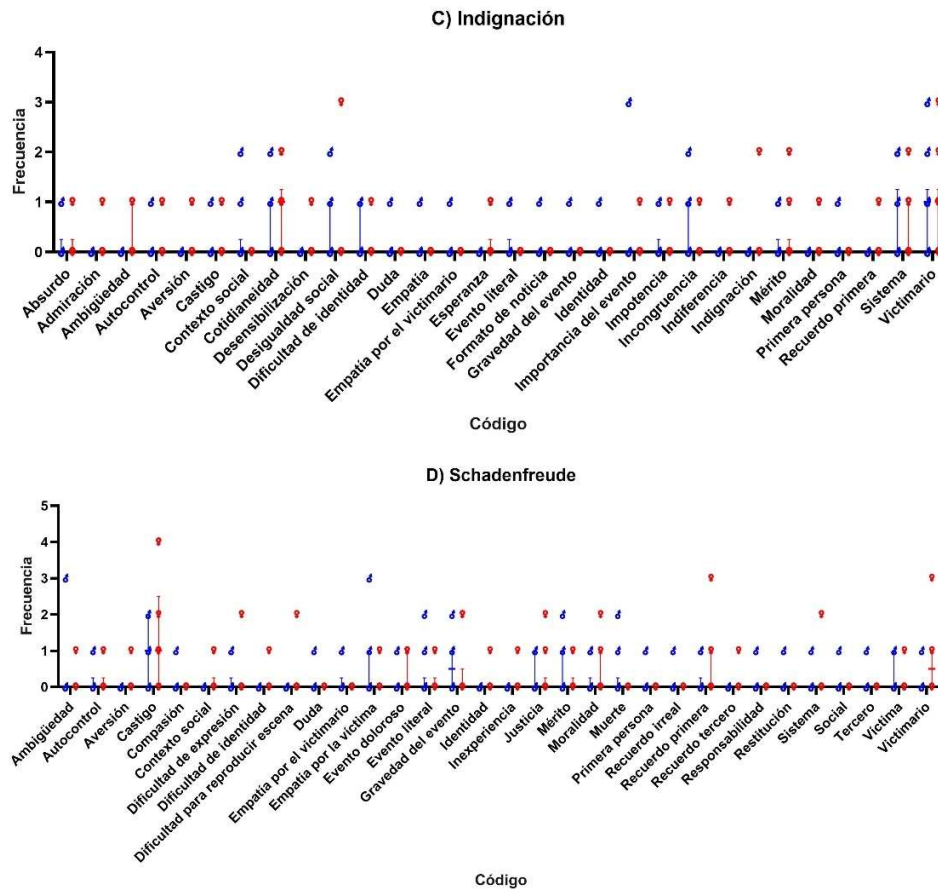 C) Indignación
4
3
2
1
0
Frecuencia
Absurdo
Admiración
Ambigüedad
Autocontrol
Aversión
Castigo
Contexto social
Cotidianeidad
Desensibilización
Desigualdad social
Dificultad de identidad
Duda
Empatía
Empatía por el victimario
Esperanza
Evento literal
Formato de noticia
Gravedad del evento
Identidad
Importancia del evento
Impotencia
Incongruencia
Indiferencia
Indignación
Mérito
Moralidad
Primera persona
Recuerdo primera
Sistema
Victimario
Código
D) Schadenfreude
5
4
3
2
1
0
Frecuencia
Ambigüedad
Autocontrol
Aversión
Castigo
Compasión
Contexto social
Dificultad de expresión
Dificultad de identidad
Dificultad para reproducir escena
Duda
Empatía por el victimario
Empatía por la víctima
Evento doloroso
Evento literal
Gravedad del evento
Identidad
Inexperiencia
Justicia
Mérito
Moralidad
Muerte
Primera persona
Recuerdo irreal
Recuerdo primera
Recuerdo tercero
Responsabilidad
Restitución
Sistema
Social
Tercero
Víctima
Victimario
Código